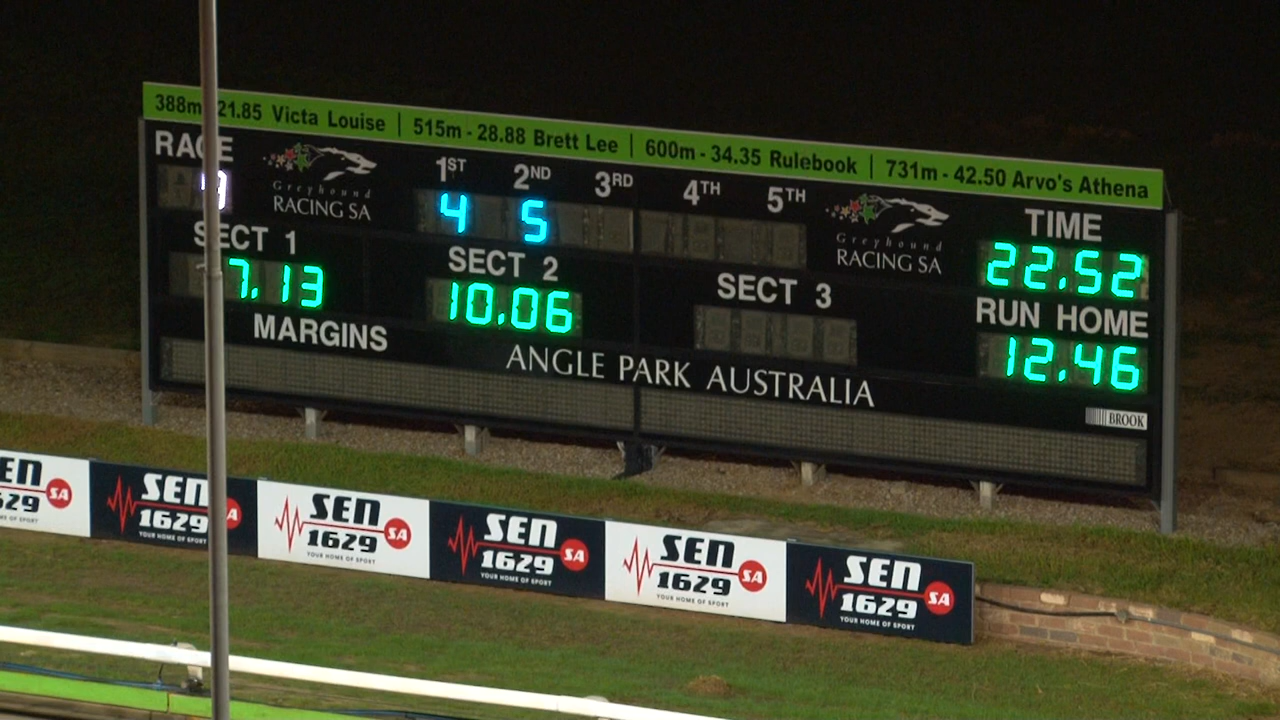 388m 21.85 Victa Louise | 515m - 28.88 Brett Lee | 600m - 34.35 Rulebook | 731m - 42.50 Arvo's Athena
RACE
Greyhound
RACING SA
1ST 2ND 3RD 4TH 5TH
4 5
Greyhound
RACING SA
TIME
22.52
SECT 1
7.13
SECT 2
10.06
SECT 3
RUN HOME
12.46
MARGINS
ANGLE PARK AUSTRALIA
BROOK
SEN SA
1629
YOUR HOME OF SPORT
SEN
1629
SEN SA
1629
YOUR HOME OF SPORT
SEN SA
1629
YOUR HOME OF SPORT
SEN SA
1629
YOUR HOME OF SPORT
SEN SA
1629
YOUR HOME OF SPORT